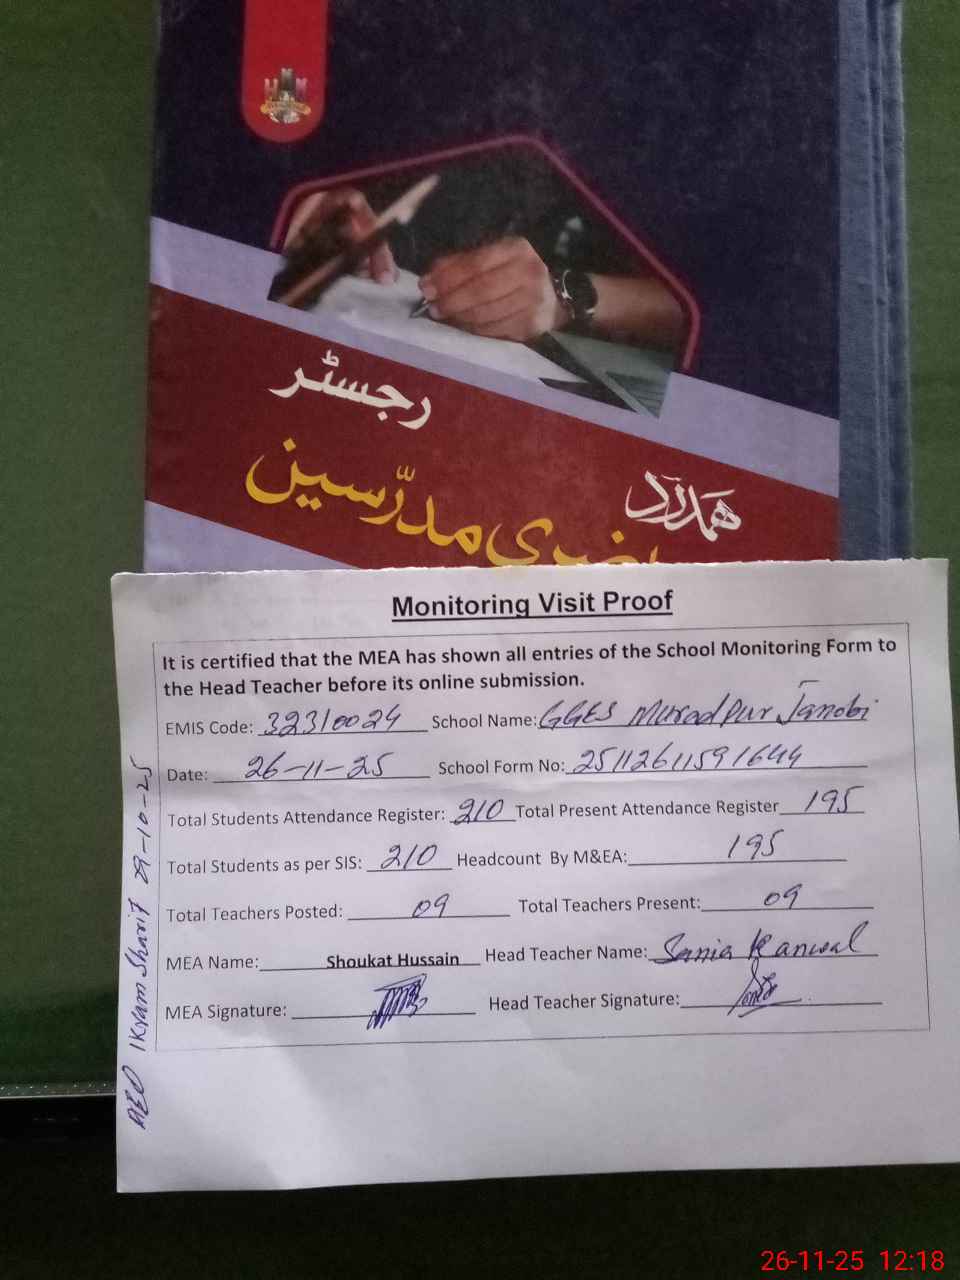 رجسٹر
ہمدرد
حاضری مدرّسین
Monitoring Visit Proof
It is certified that the MEA has shown all entries of the School Monitoring Form to
the Head Teacher before its online submission.
EMIS Code: 32310024 School Name: GGES Muradpur Janobi
Date: 26-11-25 School Form No: 25112611591644
Total Students Attendance Register: 210 Total Present Attendance Register 195
Total Students as per SIS: 210 Headcount By M&EA: 195
Total Teachers Posted: 09 Total Teachers Present: 09
MEA Name: Shoukat Hussain Head Teacher Name: Sania Kanwal
MEA Signature: Head Teacher Signature:
AEO Ikram Sharif 29-10-25
26-11-25 12:18